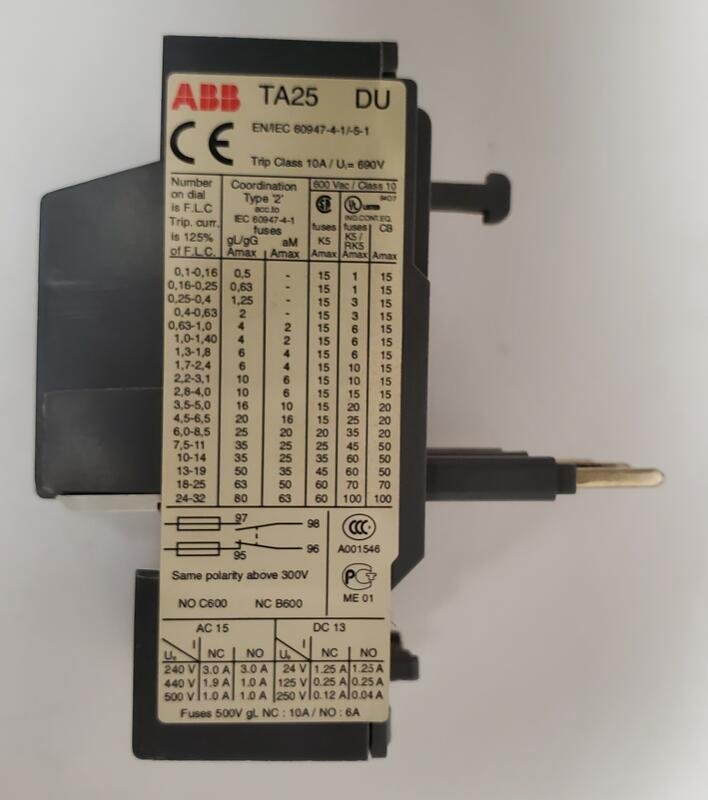 ABB TA25 DU
CE EN/IEC 60947-4-1/-5-1
Trip Class 10A / Ui= 690V
Number on dial is F.L.C Trip. curr. is 125% of F.L.C.
Coordination Type '2' acc.to IEC 60947-4-1 fuses
gL/gG Amax
aM Amax
600 Vac / Class 10
fuses K5 Amax
UL LISTED
IND.CONT.EQ.
fuses K5 / RK5 Amax
CB Amax
0,1-0,16 0,5 - 15 1 15
0,16-0,25 0,63 - 15 1 15
0,25-0,4 1,25 - 15 3 15
0,4-0,63 2 - 15 3 15
0,63-1,0 4 2 15 6 15
1,0-1,40 4 2 15 6 15
1,3-1,8 6 4 15 6 15
1,7-2,4 6 4 15 10 15
2,2-3,1 10 6 15 10 15
2,8-4,0 10 6 15 15 15
3,5-5,0 16 10 15 20 20
4,5-6,5 20 16 15 25 20
6,0-8,5 25 20 20 35 20
7,5-11 35 25 25 45 50
10-14 35 25 35 60 50
13-19 50 35 45 60 50
18-25 63 50 60 70 70
24-32 80 63 60 100 100
97 98
95 96
Same polarity above 300V
NO C600 NC B600
CCC
A001546
ME 01
AC 15 DC 13
Ue I NC NO Ue I NC NO
240 V 3.0 A 3.0 A 24 V 1.25 A 1.25 A
440 V 1.9 A 1.0 A 125 V 0.25 A 0.25 A
500 V 1.0 A 1.0 A 250 V 0.12 A 0.04 A
Fuses 500V gL NC : 10A / NO : 6A